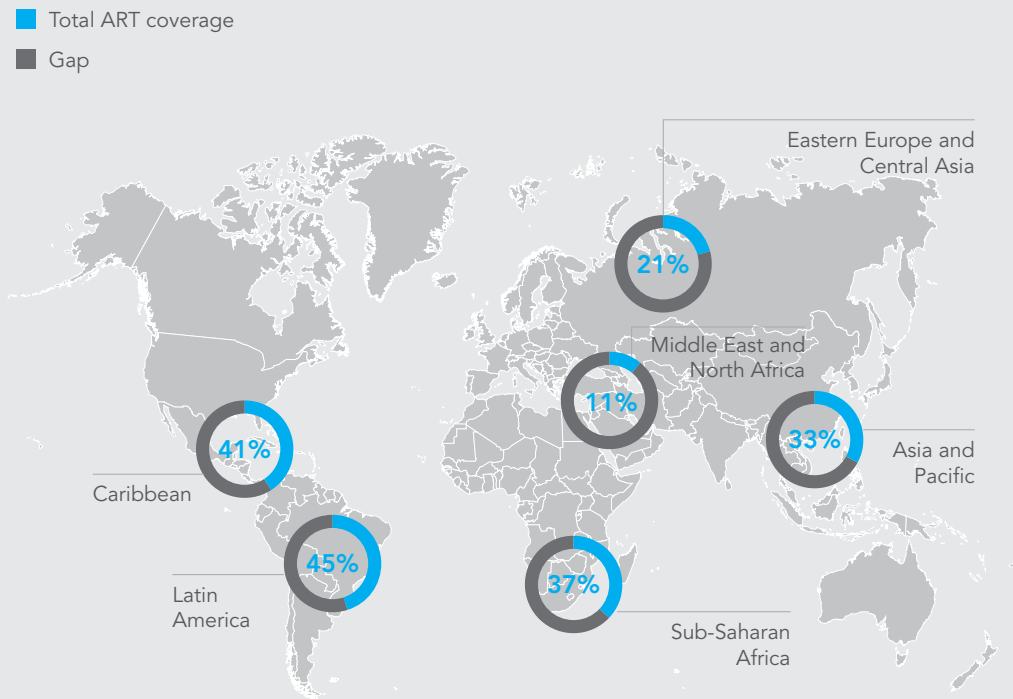 Total ART coverage
Gap
Eastern Europe and
Central Asia
21%
Middle East and
North Africa
11%
33%
Asia and
Pacific
41%
Caribbean
45%
Latin
America
37%
Sub-Saharan
Africa